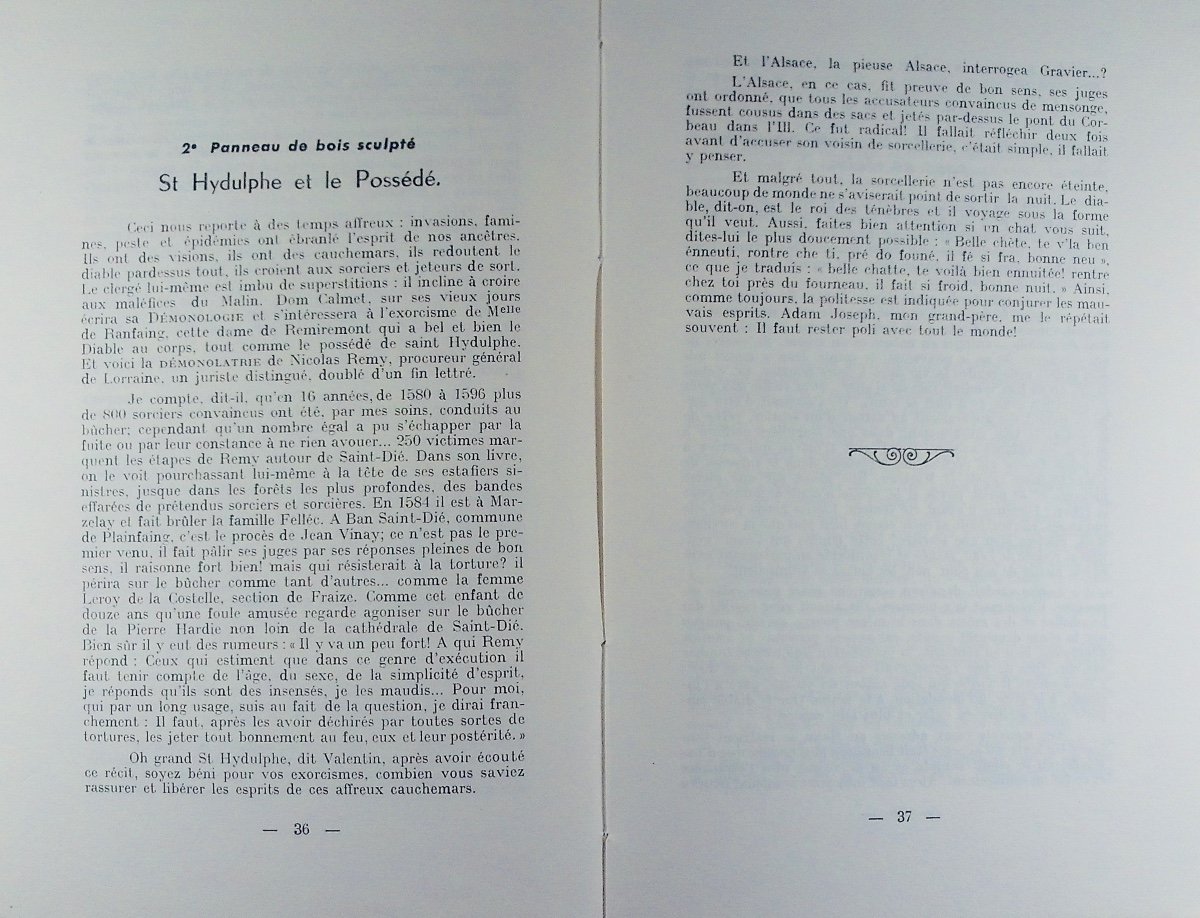 2e Panneau de bois sculpté
St Hydulphe et le Possédé.
Ceci nous reporte à des temps affreux : invasions, fami-
nes, peste et épidémies ont ébranlé l'esprit de nos ancêtres.
Ils ont des visions, ils ont des cauchemars, ils redoutent le
diable pardessus tout, ils croient aux sorciers et jeteurs de sort.
Le clergé lui-même est imbu de superstitions : il incline à croire
aux maléfices du Malin. Dom Calmet, sur ses vieux jours
écrira sa DÉMONOLOGIE et s'intéressera à l'exorcisme de Melle
de Ranfaing, cette dame de Remiremont qui a bel et bien le
Diable au corps, tout comme le possédé de saint Hydulphe.
Et voici la DÉMONOLATRIE de Nicolas Remy, procureur général
de Lorraine, un juriste distingué, doublé d'un fin lettré.
Je compte, dit-il, qu'en 16 années, de 1580 à 1596 plus
de 800 sorciers convaincus ont été, par mes soins, conduits au
bûcher; cependant qu'un nombre égal a pu s'échapper par la
fuite ou par leur constance à ne rien avouer... 250 victimes mar-
quent les étapes de Remy autour de Saint-Dié. Dans son livre,
on le voit pourchassant lui-même à la tête de ses estafiers si-
nistres, jusque dans les forêts les plus profondes, des bandes
effarées de prétendus sorciers et sorcières. En 1584 il est à Mar-
zelay et fait brûler la famille Felléc. A Ban Saint-Dié, commune
de Plainfaing, c'est le procès de Jean Vinay; ce n'est pas le pre-
mier venu, il fait pâlir ses juges par ses réponses pleines de bon
sens, il raisonne fort bien! mais qui résisterait à la torture? il
périra sur le bûcher comme tant d'autres... comme la femme
Leroy de la Costelle, section de Fraize. Comme cet enfant de
douze ans qu'une foule amusée regarde agoniser sur le bûcher
de la Pierre Hardie non loin de la cathédrale de Saint-Dié.
Bien sûr il y eut des rumeurs : « Il y va un peu fort! A qui Remy
répond : Ceux qui estiment que dans ce genre d'exécution il
faut tenir compte de l'âge, du sexe, de la simplicité d'esprit,
je réponds qu'ils sont des insensés, je les maudis... Pour moi,
qui par un long usage, suis au fait de la question, je dirai fran-
chement : Il faut, après les avoir déchirés par toutes sortes de
tortures, les jeter tout bonnement au feu, eux et leur postérité. »
Oh grand St Hydulphe, dit Valentin, après avoir écouté
ce récit, soyez béni pour vos exorcismes, combien vous saviez
rassurer et libérer les esprits de ces affreux cauchemars.
— 36 —
Et l'Alsace, la pieuse Alsace, interrogea Gravier...?
L'Alsace, en ce cas, fit preuve de bon sens, ses juges
ont ordonné, que tous les accusateurs convaincus de mensonge,
fussent cousus dans des sacs et jetés par-dessus le pont du Cor-
beau dans l'Ill. Ce fut radical! Il fallait réfléchir deux fois
avant d'accuser son voisin de sorcellerie, c'était simple, il fallait
y penser.
Et malgré tout, la sorcellerie n'est pas encore éteinte,
beaucoup de monde ne s'aviserait point de sortir la nuit. Le dia-
ble, dit-on, est le roi des ténèbres et il voyage sous la forme
qu'il veut. Aussi, faites bien attention si un chat vous suit,
dites-lui le plus doucement possible : « Belle chête, te v'la ben
énneuti, rontre che ti, pré do founé, il fé si fra, bonne neu »,
ce que je traduis : « belle chatte, te voilà bien ennuitée! rentre
chez toi près du fourneau, il fait si froid, bonne nuit. » Ainsi,
comme toujours, la politesse est indiquée pour conjurer les mau-
vais esprits. Adam Joseph, mon grand-père, me le répétait
souvent : Il faut rester poli avec tout le monde!
— 37 —